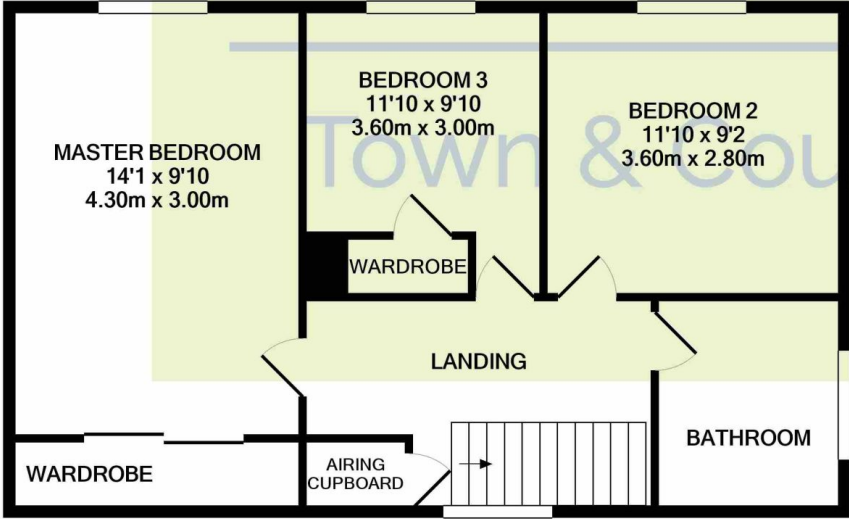 BEDROOM 3
11'10 x 9'10
3.60m x 3.00m
BEDROOM 2
11'10 x 9'2
3.60m x 2.80m
MASTER BEDROOM
14'1 x 9'10
4.30m x 3.00m
Town & Cou
WARDROBE
LANDING
BATHROOM
WARDROBE
AIRING
CUPBOARD